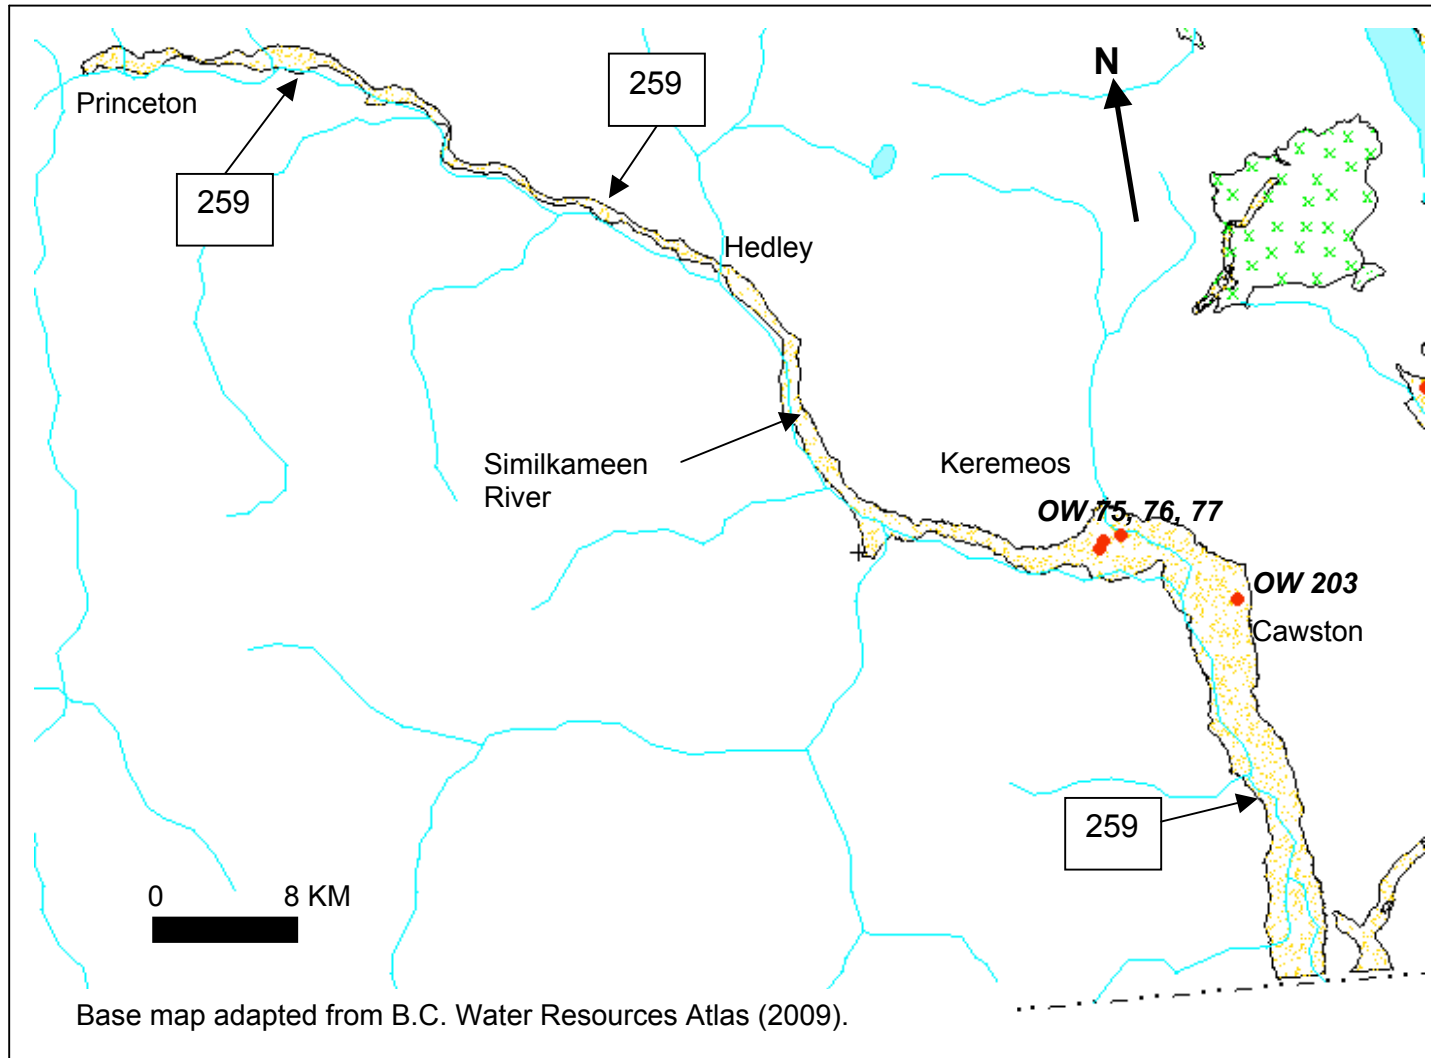 N
259
Princeton
259
Hedley
Similkameen
River
Keremeos
OW 75, 76, 77
OW 203
Cawston
259
0 8 KM
Base map adapted from B.C. Water Resources Atlas (2009).